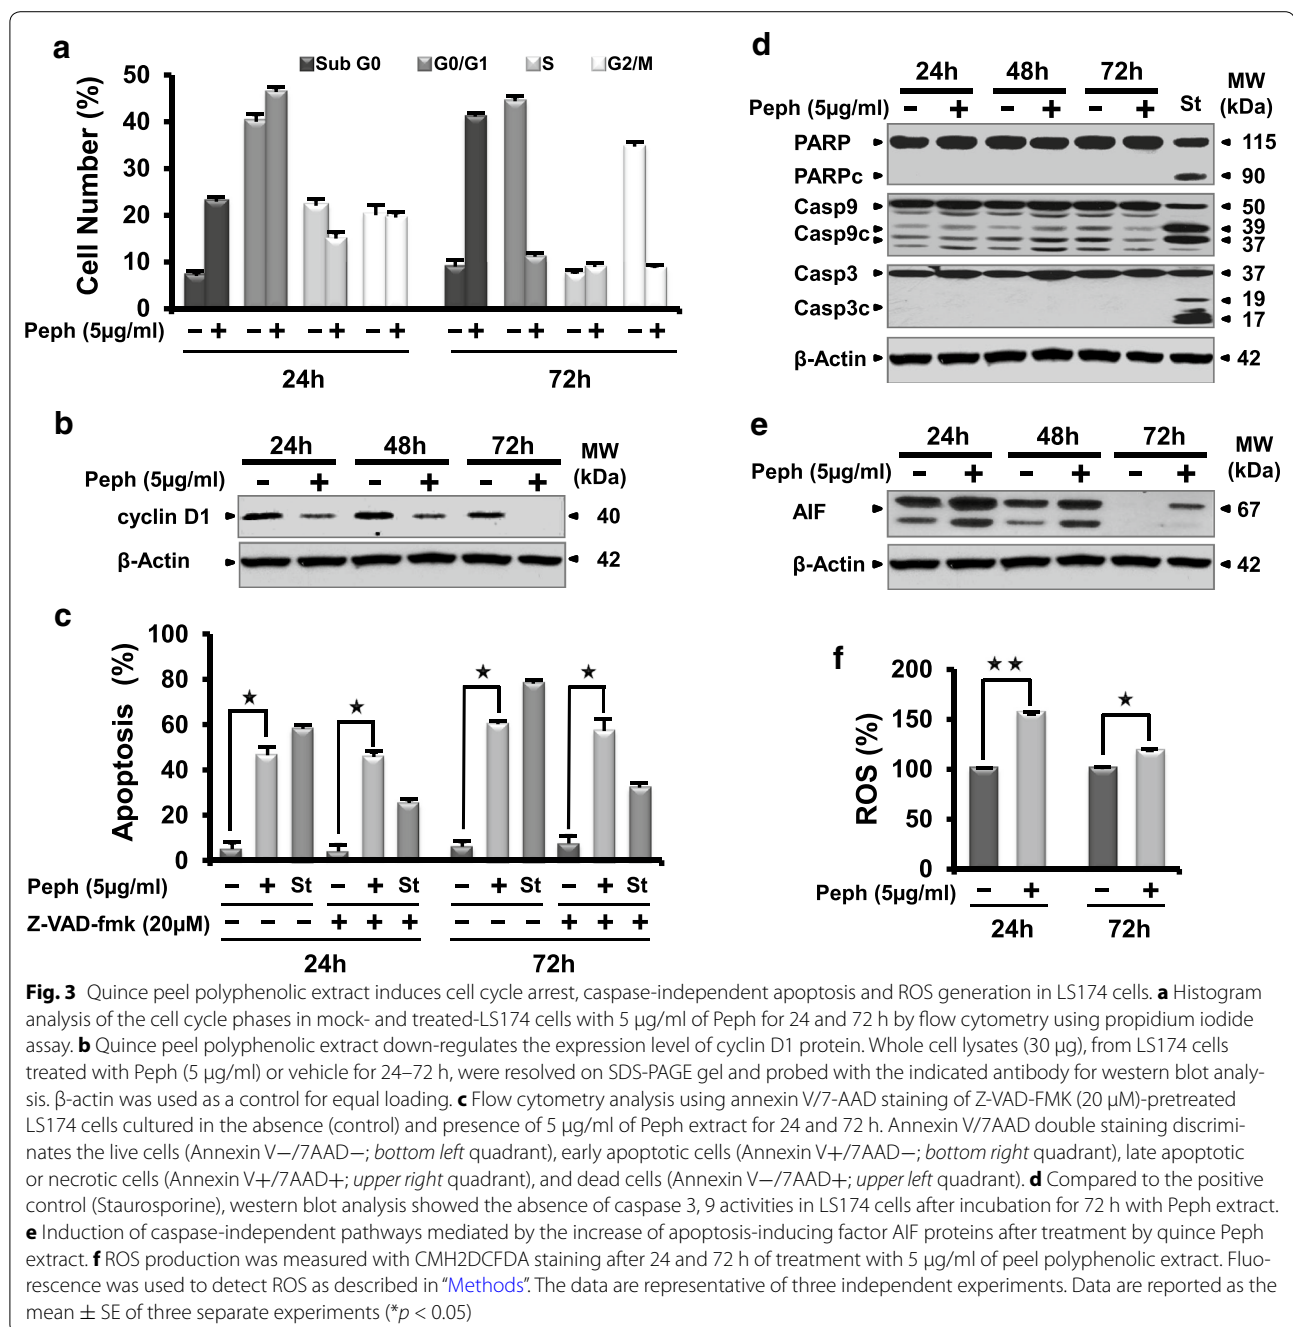 a
Sub G0 G0/G1 S G2/M
Cell Number (%)
50
40
30
20
10
0
Peph (5µg/ml) − + − + − + − + − + − + − + − +
24h 72h
b
24h 48h 72h MW
Peph (5µg/ml) − + − + − + (kDa)
cyclin D1 40
β-Actin 42
c
Apoptosis (%)
100
80
60
40
20
0
★ ★ ★ ★
Peph (5µg/ml) − + St − + St − + St − + St
Z-VAD-fmk (20µM) − − − + + + − − − + + +
24h 72h
d
24h 48h 72h MW
Peph (5µg/ml) − + − + − + St (kDa)
PARP 115
PARPc 90
Casp9 50
39
Casp9c
37
Casp3 37
19
Casp3c
17
β-Actin 42
e
24h 48h 72h MW
Peph (5µg/ml) − + − + − + (kDa)
AIF 67
β-Actin 42
f
ROS (%)
200
150
100
50
0
★★ ★
Peph (5µg/ml) − + − +
24h 72h
Fig. 3 Quince peel polyphenolic extract induces cell cycle arrest, caspase-independent apoptosis and ROS generation in LS174 cells. a Histogram
analysis of the cell cycle phases in mock- and treated-LS174 cells with 5 µg/ml of Peph for 24 and 72 h by flow cytometry using propidium iodide
assay. b Quince peel polyphenolic extract down-regulates the expression level of cyclin D1 protein. Whole cell lysates (30 µg), from LS174 cells
treated with Peph (5 µg/ml) or vehicle for 24–72 h, were resolved on SDS-PAGE gel and probed with the indicated antibody for western blot analy-
sis. β-actin was used as a control for equal loading. c Flow cytometry analysis using annexin V/7-AAD staining of Z-VAD-FMK (20 µM)-pretreated
LS174 cells cultured in the absence (control) and presence of 5 µg/ml of Peph extract for 24 and 72 h. Annexin V/7AAD double staining discrimi-
nates the live cells (Annexin V−/7AAD−; bottom left quadrant), early apoptotic cells (Annexin V+/7AAD−; bottom right quadrant), late apoptotic
or necrotic cells (Annexin V+/7AAD+; upper right quadrant), and dead cells (Annexin V−/7AAD+; upper left quadrant). d Compared to the positive
control (Staurosporine), western blot analysis showed the absence of caspase 3, 9 activities in LS174 cells after incubation for 72 h with Peph extract.
e Induction of caspase-independent pathways mediated by the increase of apoptosis-inducing factor AIF proteins after treatment by quince Peph
extract. f ROS production was measured with CMH2DCFDA staining after 24 and 72 h of treatment with 5 µg/ml of peel polyphenolic extract. Fluo-
rescence was used to detect ROS as described in “Methods”. The data are representative of three independent experiments. Data are reported as the
mean ± SE of three separate experiments (*p < 0.05)